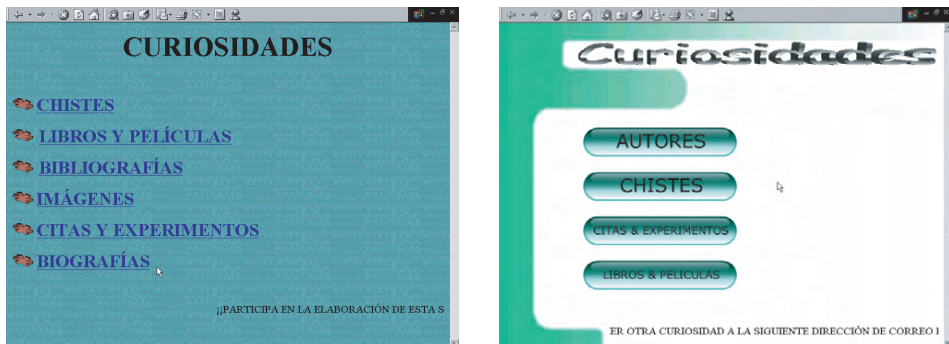 CURIOSIDADES
CHISTES
LIBROS Y PELÍCULAS
BIBLIOGRAFÍAS
IMÁGENES
CITAS Y EXPERIMENTOS
BIOGRAFÍAS
¡¡PARTICIPA EN LA ELABORACIÓN DE ESTA S
Curiosidades
AUTORES
CHISTES
CITAS & EXPERIMENTOS
LIBROS & PELICULAS
ER OTRA CURIOSIDAD A LA SIGUIENTE DIRECCIÓN DE CORREO I